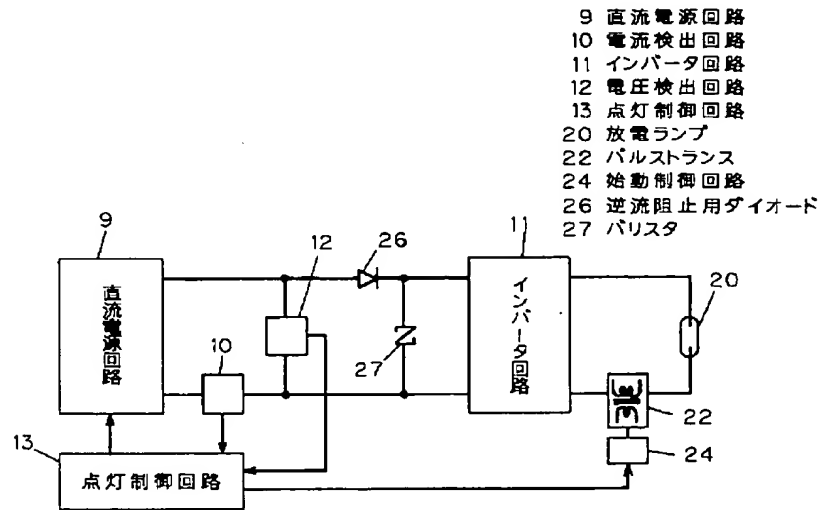 9 直流電源回路
10 電流検出回路
11 インバータ回路
12 電圧検出回路
13 点灯制御回路
20 放電ランプ
22 パルストランス
24 始動制御回路
26 逆流阻止用ダイオード
27 バリスタ
9
直流電源回路
10
12
26
27
11
インバータ回路
20
22
24
13
点灯制御回路